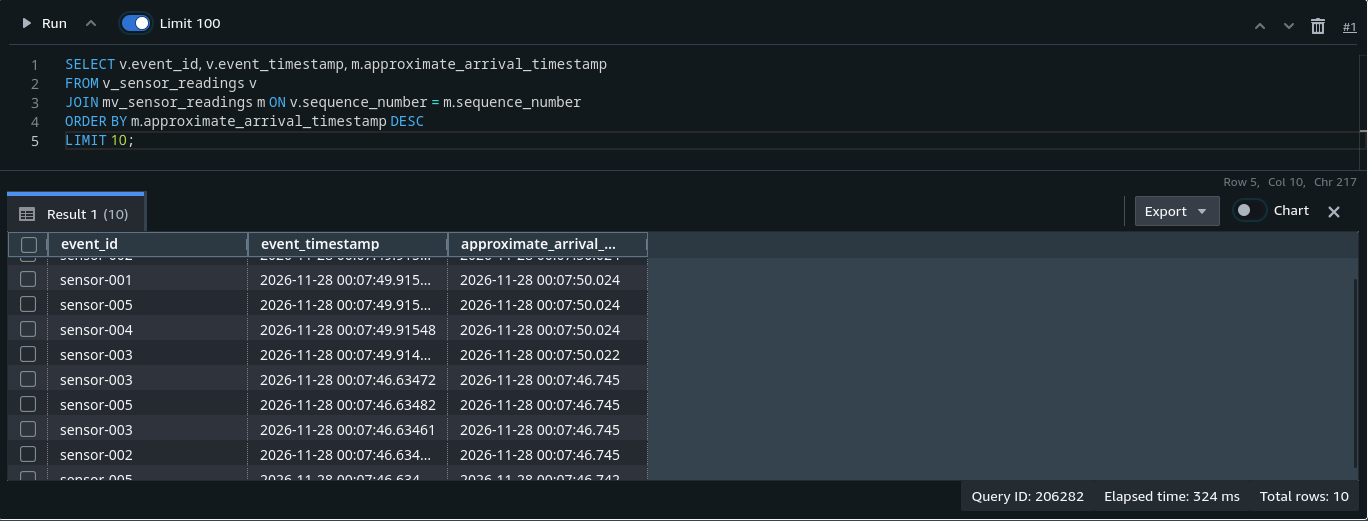 Run Limit 100 #1
1 SELECT v.event_id, v.event_timestamp, m.approximate_arrival_timestamp
2 FROM v_sensor_readings v
3 JOIN mv_sensor_readings m ON v.sequence_number = m.sequence_number
4 ORDER BY m.approximate_arrival_timestamp DESC
5 LIMIT 10;
Row 5, Col 10, Chr 217
Result 1 (10) Export Chart
event_id event_timestamp approximate_arrival_...
sensor-001 2026-11-28 00:07:49.915... 2026-11-28 00:07:50.024
sensor-005 2026-11-28 00:07:49.915... 2026-11-28 00:07:50.024
sensor-004 2026-11-28 00:07:49.91548 2026-11-28 00:07:50.024
sensor-003 2026-11-28 00:07:49.914... 2026-11-28 00:07:50.022
sensor-003 2026-11-28 00:07:46.63472 2026-11-28 00:07:46.745
sensor-005 2026-11-28 00:07:46.63482 2026-11-28 00:07:46.745
sensor-003 2026-11-28 00:07:46.63461 2026-11-28 00:07:46.745
sensor-002 2026-11-28 00:07:46.634... 2026-11-28 00:07:46.745
Query ID: 206282 Elapsed time: 324 ms Total rows: 10